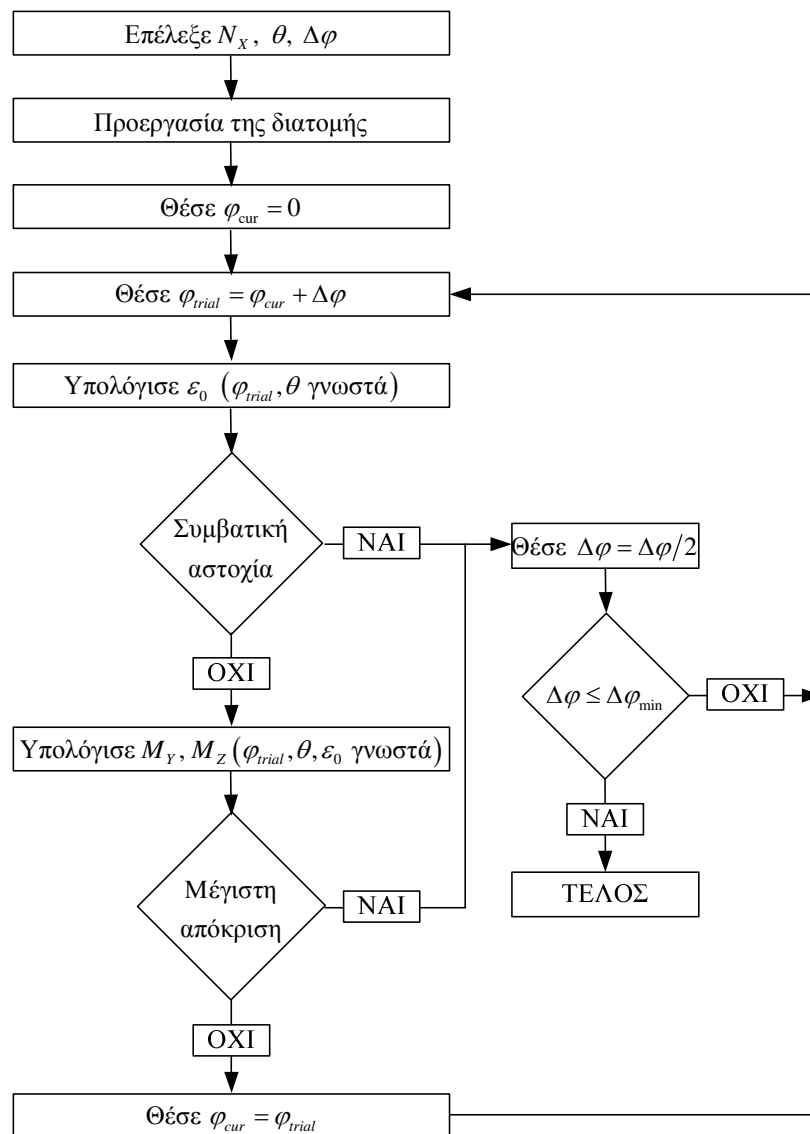 Επέλεξε N_X, θ, Δφ
Προεργασία της διατομής
Θέσε φ_cur = 0
Θέσε φ_trial = φ_cur + Δφ
Υπολόγισε ε_0 (φ_trial, θ γνωστά)
Συμβατική
αστοχία
ΝΑΙ
Θέσε Δφ = Δφ/2
ΟΧΙ
Δφ ≤ Δφ_min
ΟΧΙ
Υπολόγισε M_Y, M_Z (φ_trial, θ, ε_0 γνωστά)
ΝΑΙ
Μέγιστη
απόκριση
ΝΑΙ
ΤΕΛΟΣ
ΟΧΙ
Θέσε φ_cur = φ_trial